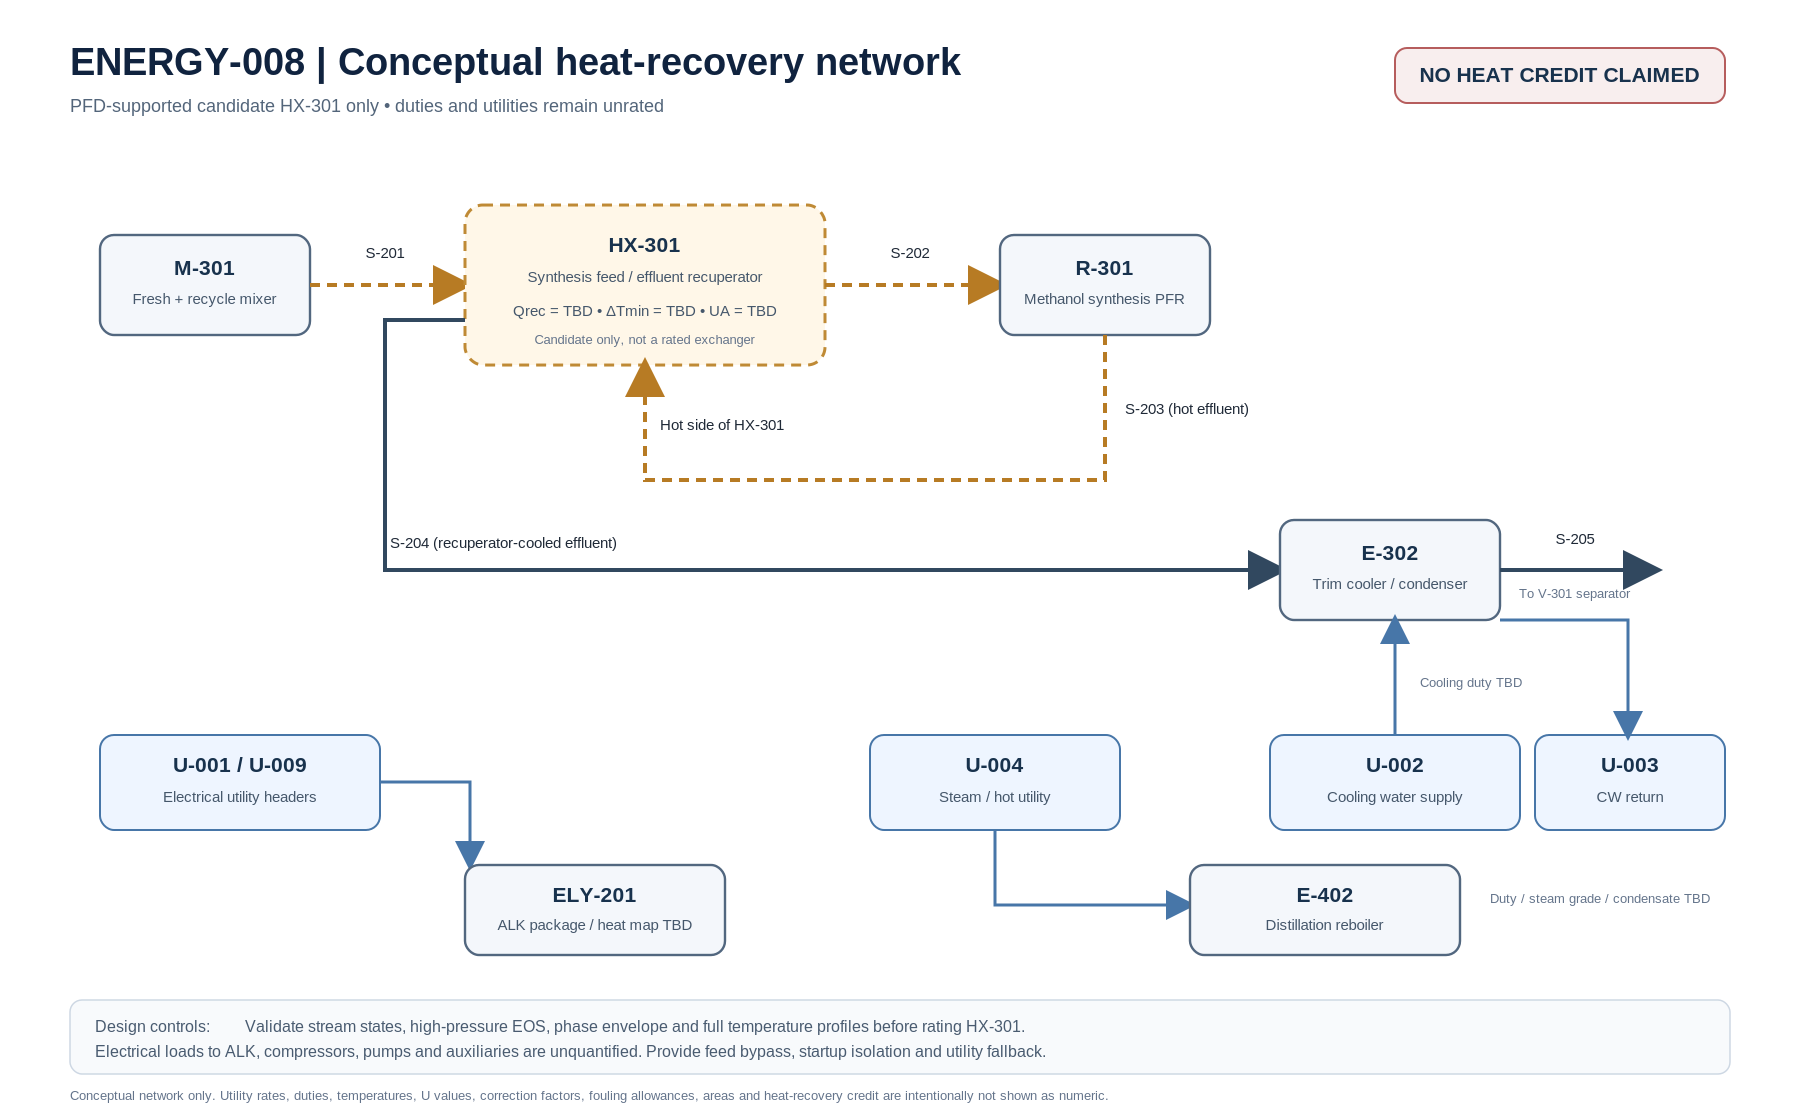 ENERGY-008 | Conceptual heat-recovery network
NO HEAT CREDIT CLAIMED
PFD-supported candidate HX-301 only • duties and utilities remain unrated
M-301
Fresh + recycle mixer
S-201
HX-301
Synthesis feed / effluent recuperator
Qrec = TBD • ΔTmin = TBD • UA = TBD
Candidate only, not a rated exchanger
S-202
R-301
Methanol synthesis PFR
S-203 (hot effluent)
Hot side of HX-301
S-204 (recuperator-cooled effluent)
E-302
Trim cooler / condenser
S-205
To V-301 separator
Cooling duty TBD
U-001 / U-009
Electrical utility headers
U-004
Steam / hot utility
U-002
Cooling water supply
U-003
CW return
ELY-201
ALK package / heat map TBD
E-402
Distillation reboiler
Duty / steam grade / condensate TBD
Design controls: Validate stream states, high-pressure EOS, phase envelope and full temperature profiles before rating HX-301.
Electrical loads to ALK, compressors, pumps and auxiliaries are unquantified. Provide feed bypass, startup isolation and utility fallback.
Conceptual network only. Utility rates, duties, temperatures, U values, correction factors, fouling allowances, areas and heat-recovery credit are intentionally not shown as numeric.